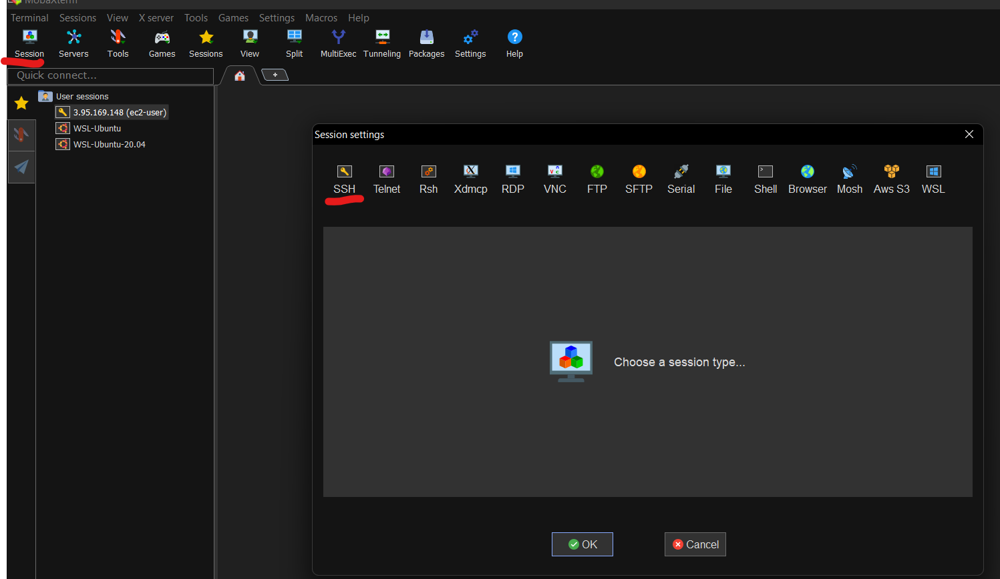 MobaXterm
Terminal Sessions View X server Tools Games Settings Macros Help
Session Servers Tools Games Sessions View Split MultiExec Tunneling Packages Settings Help
Quick connect...
User sessions
3.95.169.148 (ec2-user)
WSL-Ubuntu
WSL-Ubuntu-20.04
Session settings
SSH Telnet Rsh Xdmcp RDP VNC FTP SFTP Serial File Shell Browser Mosh Aws S3 WSL
Choose a session type...
OK Cancel